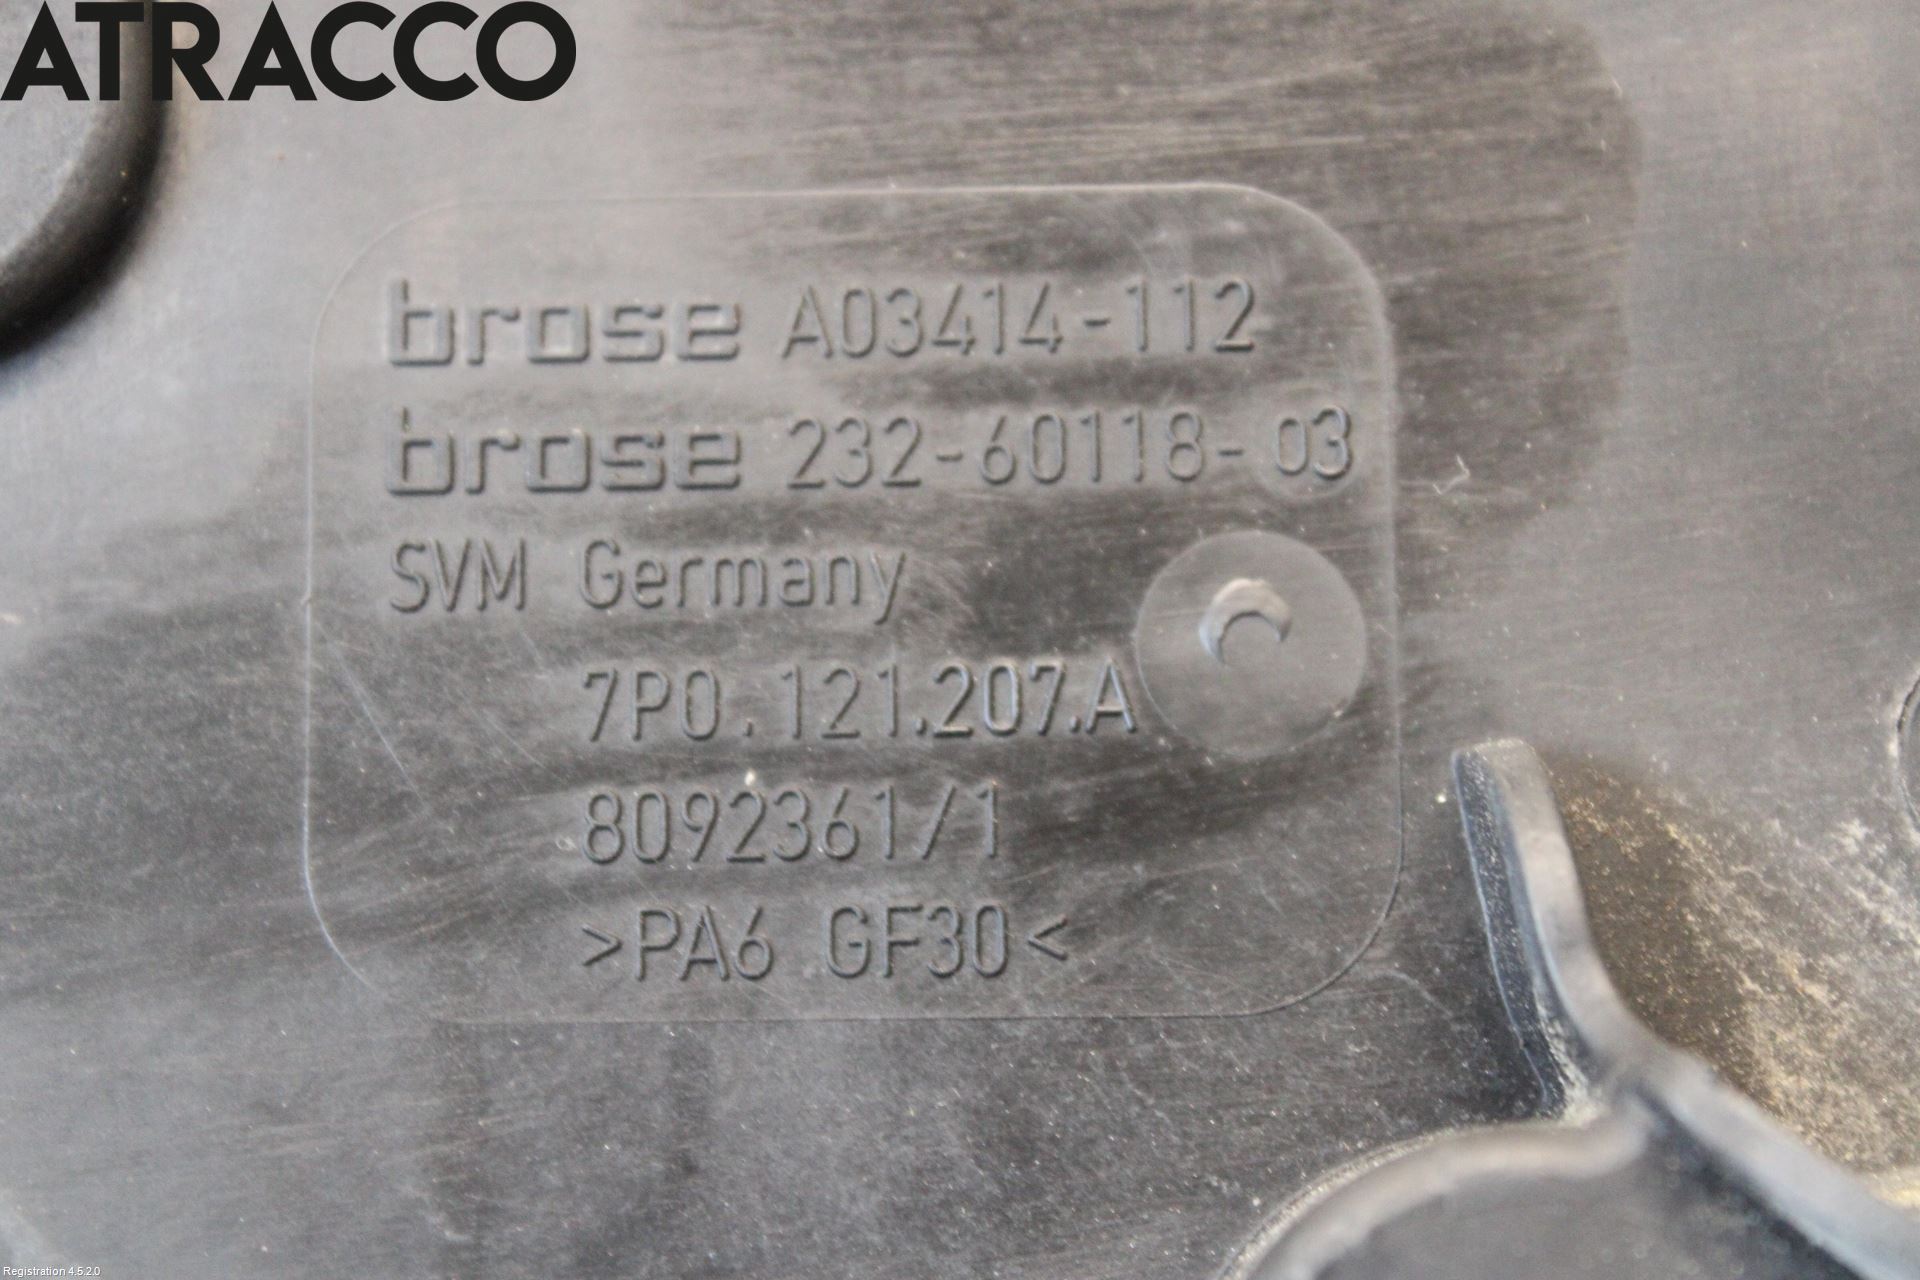 ATRACCO
brose A03414-112
brose 232-60118-03
SVM Germany
7P0.121.207.A
8092361/1
>PA6 GF30<
Registration 4.5.2.0